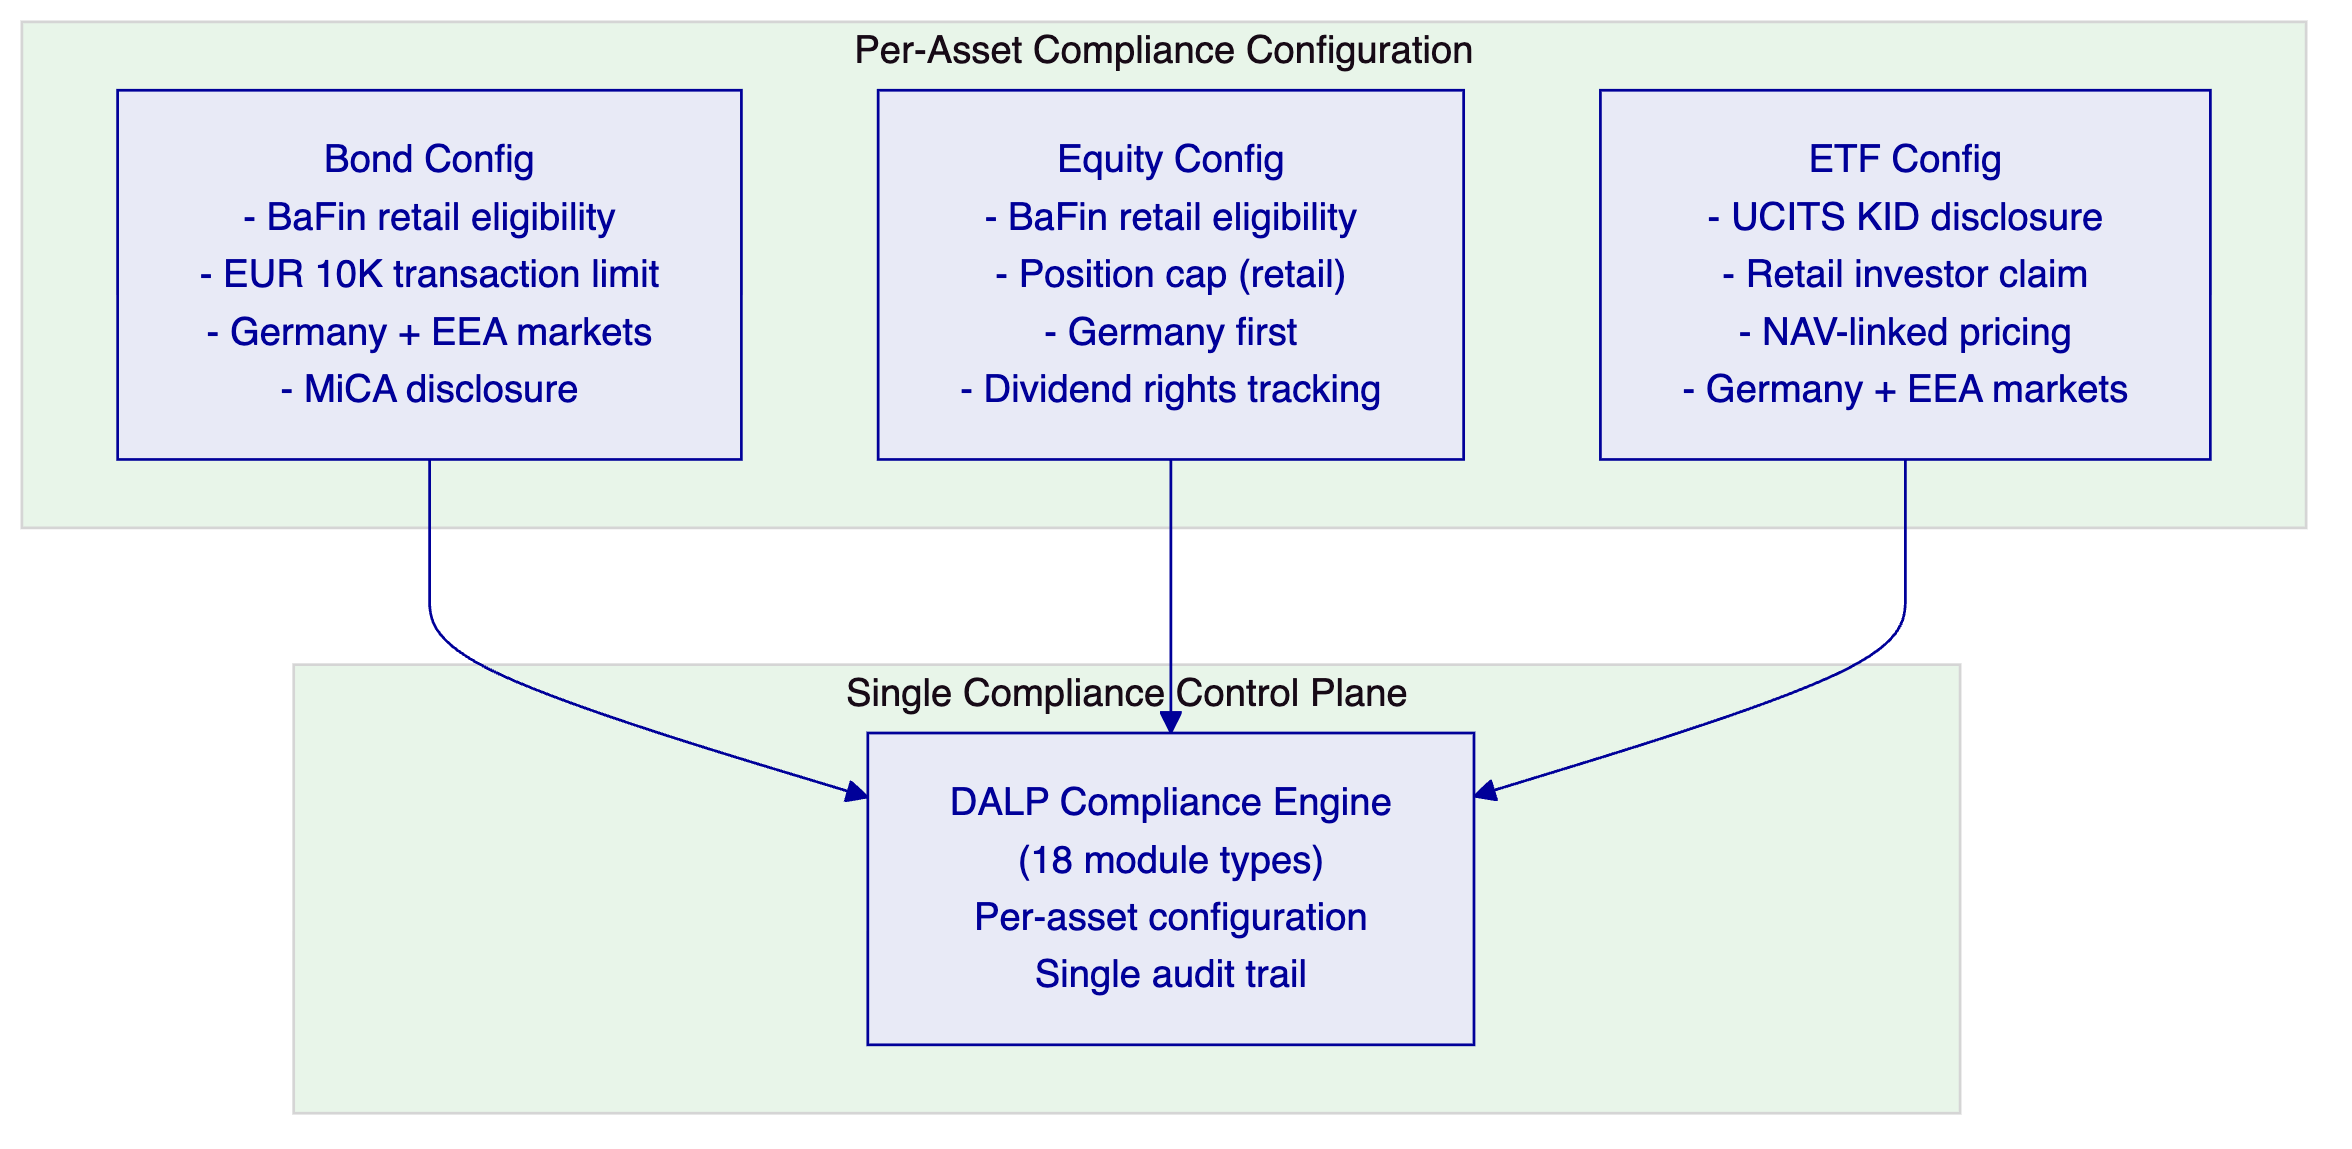 Per-Asset Compliance Configuration
Bond Config
- BaFin retail eligibility
- EUR 10K transaction limit
- Germany + EEA markets
- MiCA disclosure
Equity Config
- BaFin retail eligibility
- Position cap (retail)
- Germany first
- Dividend rights tracking
ETF Config
- UCITS KID disclosure
- Retail investor claim
- NAV-linked pricing
- Germany + EEA markets
Single Compliance Control Plane
DALP Compliance Engine
(18 module types)
Per-asset configuration
Single audit trail